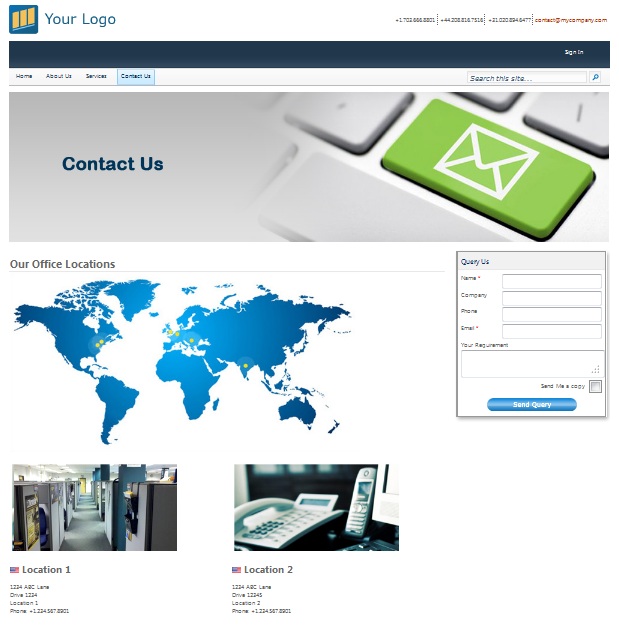 Your Logo
+1.703.666.8801 +44.208.816.7316 +31.020.894.6477 contact@mycompany.com
Sign In
Home About Us Services Contact Us Search this site...
Contact Us
Our Office Locations
Query Us
Name *
Company
Phone
Email *
Your Requirement
Send Me a copy
Send Query
Location 1
1234 ABC Lane
Drive 1234
Location 1
Phone: +1.234.567.8901
Location 2
1232 ABC Lane
Drive 12345
Location 2
Phone: +1.234.567.8901